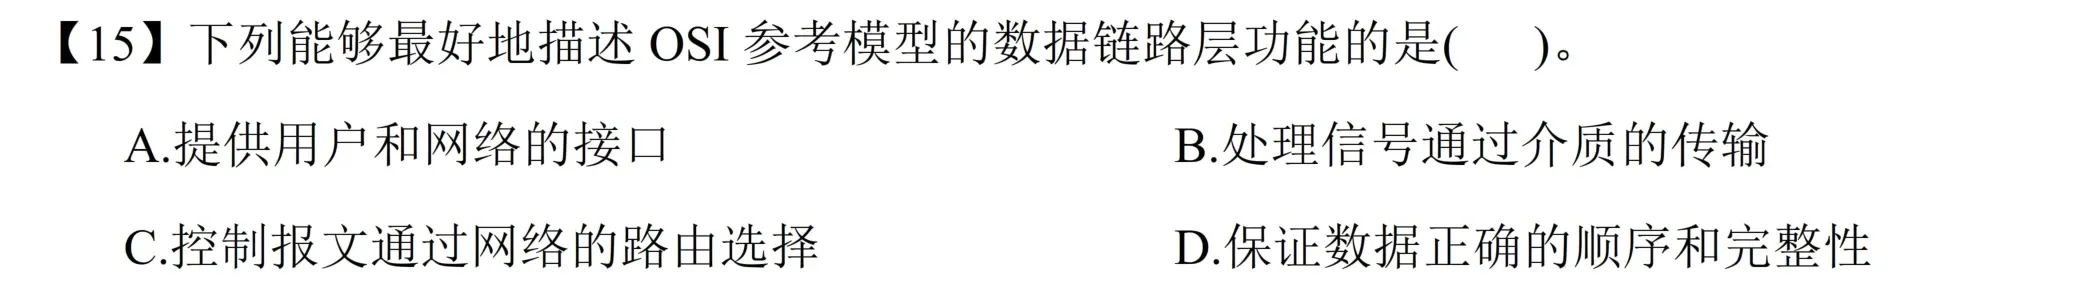 【15】下列能够最好地描述 OSI 参考模型的数据链路层功能的是(    )。
A.提供用户和网络的接口
B.处理信号通过介质的传输
C.控制报文通过网络的路由选择
D.保证数据正确的顺序和完整性